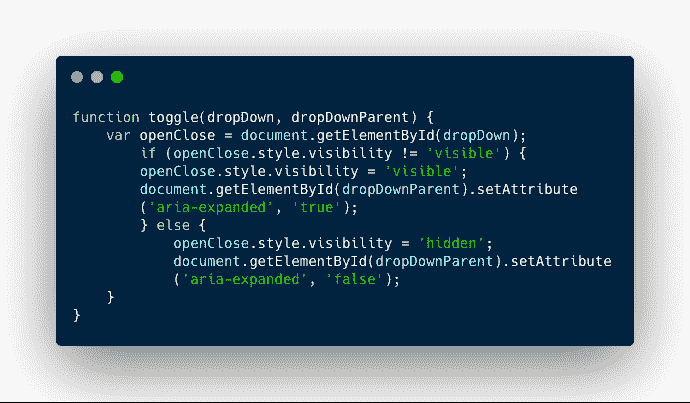 function toggle(dropDown, dropDownParent) {
    var openClose = document.getElementById(dropDown);
        if (openClose.style.visibility != 'visible') {
        openClose.style.visibility = 'visible';
        document.getElementById(dropDownParent).setAttribute
        ('aria-expanded', 'true');
        } else {
            openClose.style.visibility = 'hidden';
            document.getElementById(dropDownParent).setAttribute
            ('aria-expanded', 'false');
    }
}